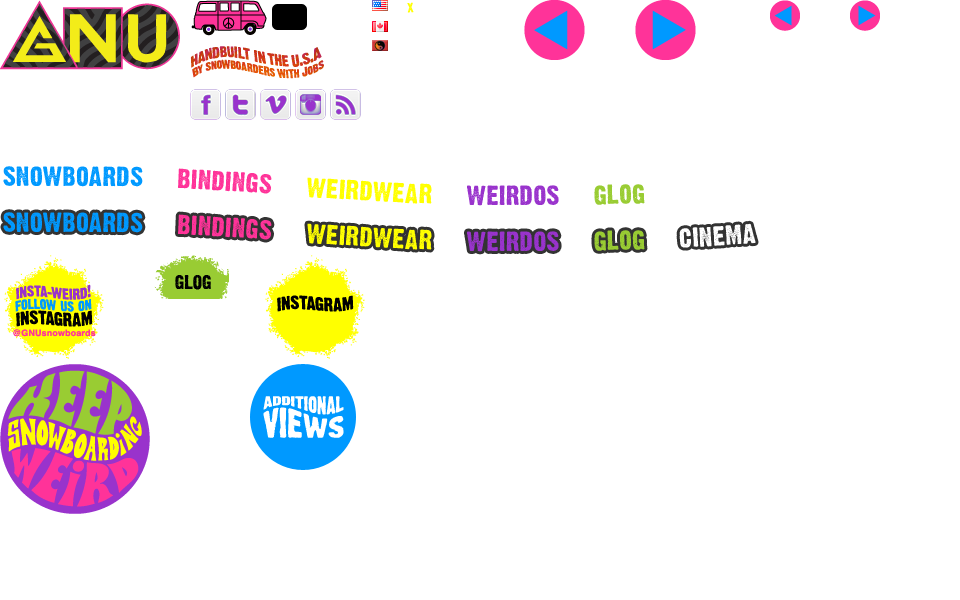 GNU
HANDBUILT IN THE U.S.A
BY SNOWBOARDERS WITH JOBS
X
SNOWBOARDS
BINDINGS
WEIRDWEAR
WEIRDOS
GLOG
SNOWBOARDS
BINDINGS
WEIRDWEAR
WEIRDOS
GLOG
CINEMA
INSTA-WEIRD!
FOLLOW US ON
INSTAGRAM
@GNUsnowboards
GLOG
INSTAGRAM
KEEP
SNOWBOARDING
WEIRD
ADDITIONAL
VIEWS